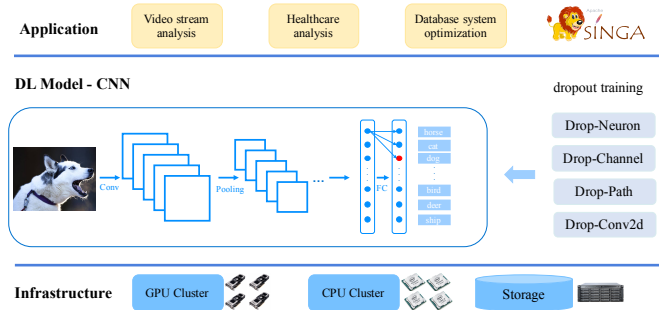 Application
Video stream
analysis
Healthcare
analysis
Database system
optimization
Apache
SINGA
DL Model - CNN
dropout training
Conv
Pooling
...
FC
horse
cat
dog
bird
deer
ship
Drop-Neuron
Drop-Channel
Drop-Path
Drop-Conv2d
Infrastructure
GPU Cluster
CPU Cluster
Storage